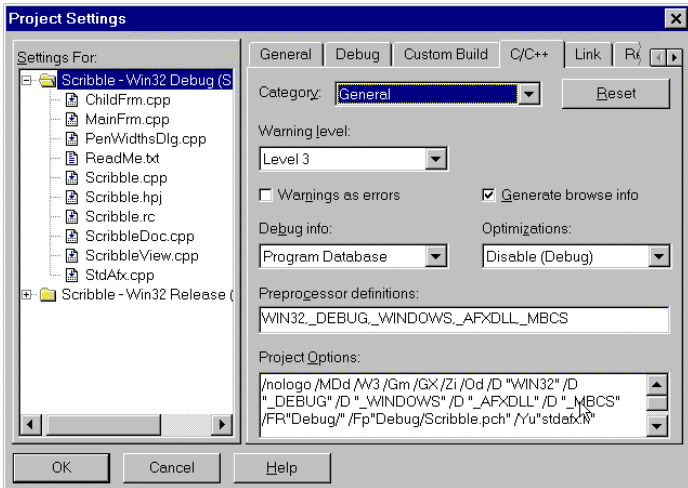 Project Settings
Settings For:
Scribble - Win32 Debug (S
ChildFrm.cpp
MainFrm.cpp
PenWidthsDlg.cpp
ReadMe.txt
Scribble.cpp
Scribble.hpj
Scribble.rc
ScribbleDoc.cpp
ScribbleView.cpp
StdAfx.cpp
Scribble - Win32 Release (
General Debug Custom Build C/C++ Link
Category: General Reset
Warning level:
Level 3
Warnings as errors Generate browse info
Debug info: Optimizations:
Program Database Disable (Debug)
Preprocessor definitions:
WIN32,_DEBUG,_WINDOWS,_AFXDLL,_MBCS
Project Options:
/nologo /MDd /W3 /Gm /GX /Zi /Od /D "WIN32" /D
"_DEBUG" /D "_WINDOWS" /D "_AFXDLL" /D "_MBCS"
/FR"Debug/" /Fp"Debug/Scribble.pch" /Yu"stdafx.h"
OK Cancel Help